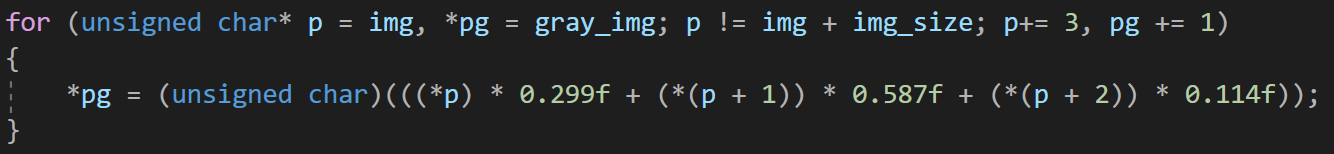 for (unsigned char* p = img, *pg = gray_img; p != img + img_size; p+= 3, pg += 1)
{
    *pg = (unsigned char)(((*p) * 0.299f + (*(p + 1)) * 0.587f + (*(p + 2)) * 0.114f));
}